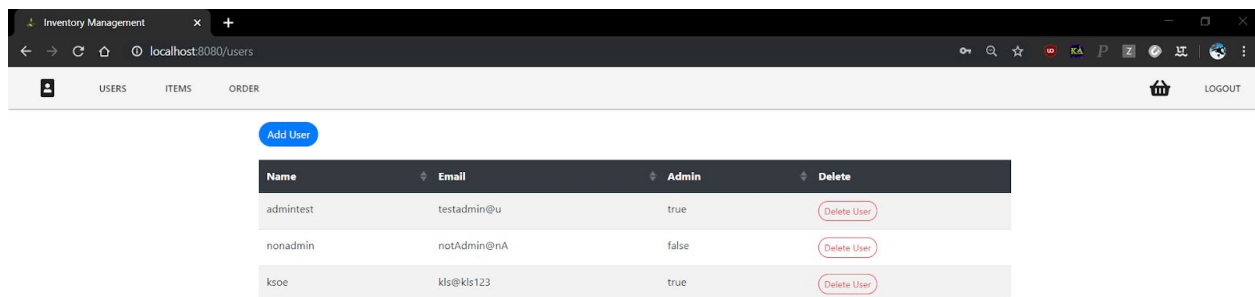 Inventory Management
localhost:8080/users
USERS ITEMS ORDER LOGOUT
Add User
Name Email Admin Delete
admintest testadmin@u true Delete User
nonadmin notAdmin@nA false Delete User
ksoe kls@kls123 true Delete User